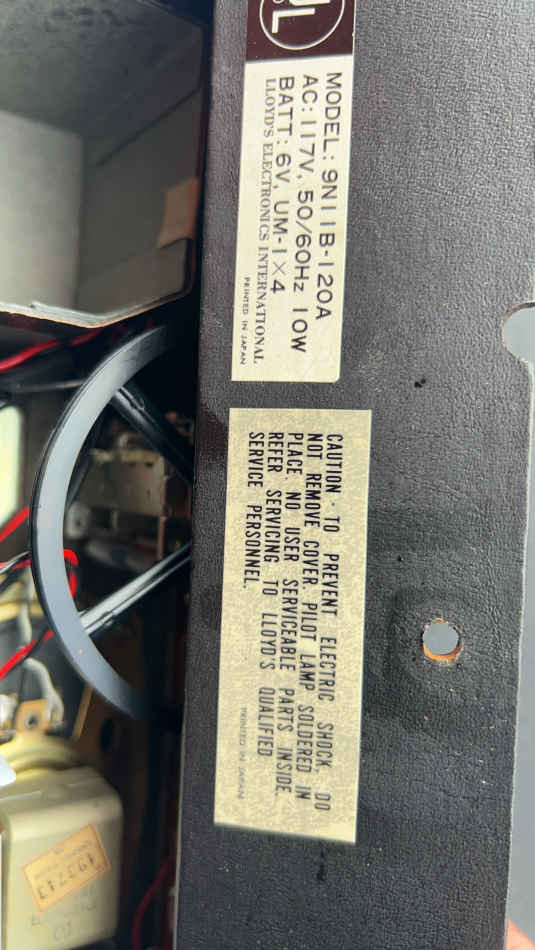 UL
MODEL: 9N11B-120A
AC: 117V, 50/60Hz 10W
BATT: 6V, UM-1×4
LLOYD'S ELECTRONICS INTERNATIONAL
PRINTED IN JAPAN
CAUTION - TO PREVENT ELECTRIC SHOCK, DO
NOT REMOVE COVER. PILOT LAMP SOLDERED IN
PLACE. NO USER SERVICEABLE PARTS INSIDE.
REFER SERVICING TO LLOYD'S QUALIFIED
SERVICE PERSONNEL.
PRINTED IN JAPAN
493743